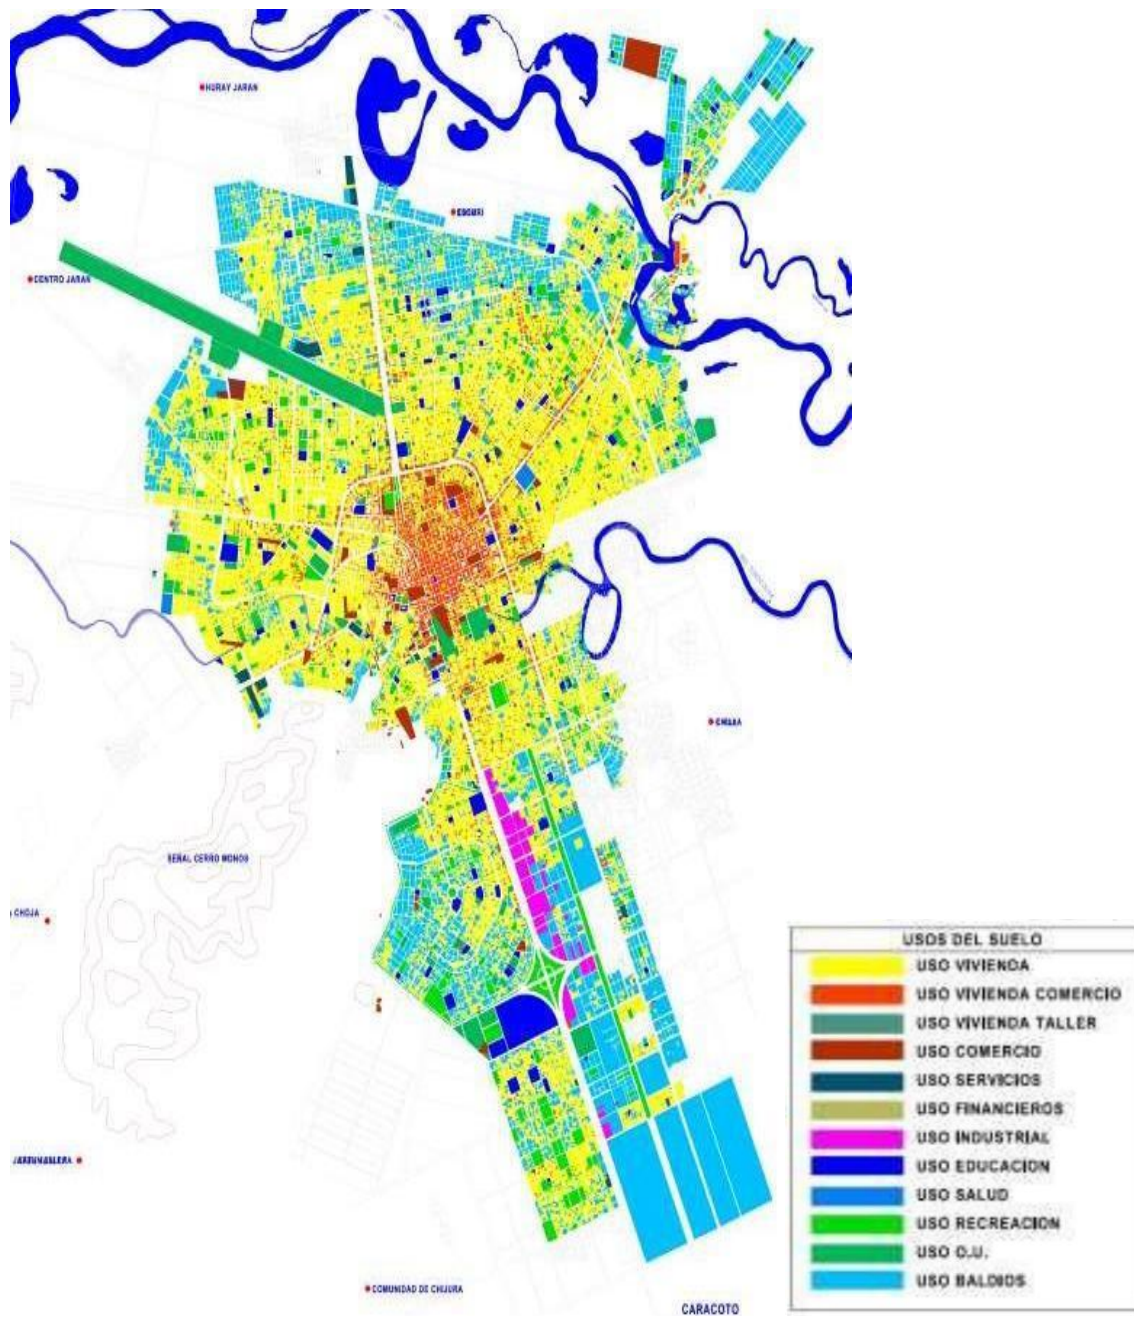 HURAY JARAN
ESQURI
CENTRO JARAN
CHILLA
SEÑAL CERRO MONOS
CHOJA
COMUNIDAD DE CHIJURA
CARACOTO
USOS DEL SUELO
USO VIVIENDA
USO VIVIENDA COMERCIO
USO VIVIENDA TALLER
USO COMERCIO
USO SERVICIOS
USO FINANCIEROS
USO INDUSTRIAL
USO EDUCACION
USO SALUD
USO RECREACION
USO O.U.
USO BALDIOS